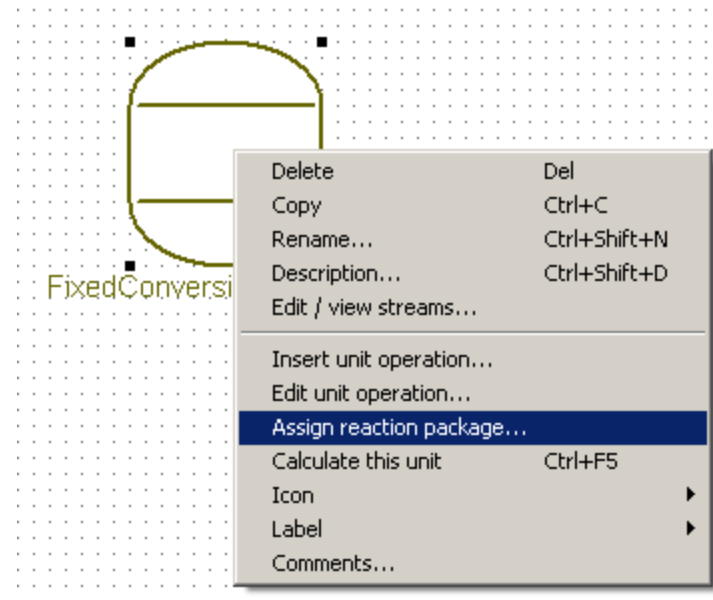 Delete Del
Copy Ctrl+C
Rename... Ctrl+Shift+N
Description... Ctrl+Shift+D
FixedConversi
Edit / view streams...
Insert unit operation...
Edit unit operation...
Assign reaction package...
Calculate this unit Ctrl+F5
Icon
Label
Comments...